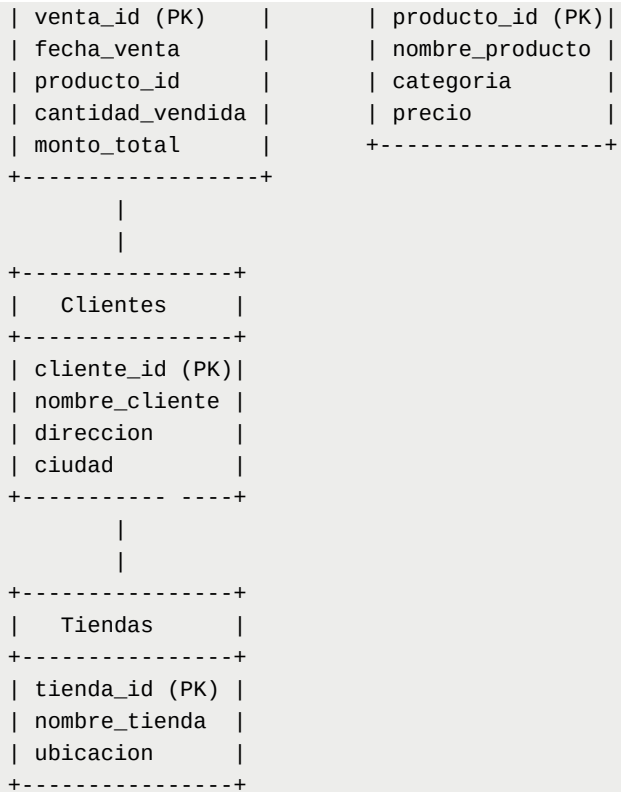 | venta_id (PK)    |      | producto_id (PK)|
| fecha_venta      |      | nombre_producto |
| producto_id      |      | categoria       |
| cantidad_vendida |      | precio          |
| monto_total      |      +-----------------+
+------------------+
        |
        |
+----------------+
|   Clientes     |
+----------------+
| cliente_id (PK)|
| nombre_cliente |
| direccion      |
| ciudad         |
+----------- ----+
        |
        |
+----------------+
|   Tiendas      |
+----------------+
| tienda_id (PK) |
| nombre_tienda  |
| ubicacion      |
+----------------+